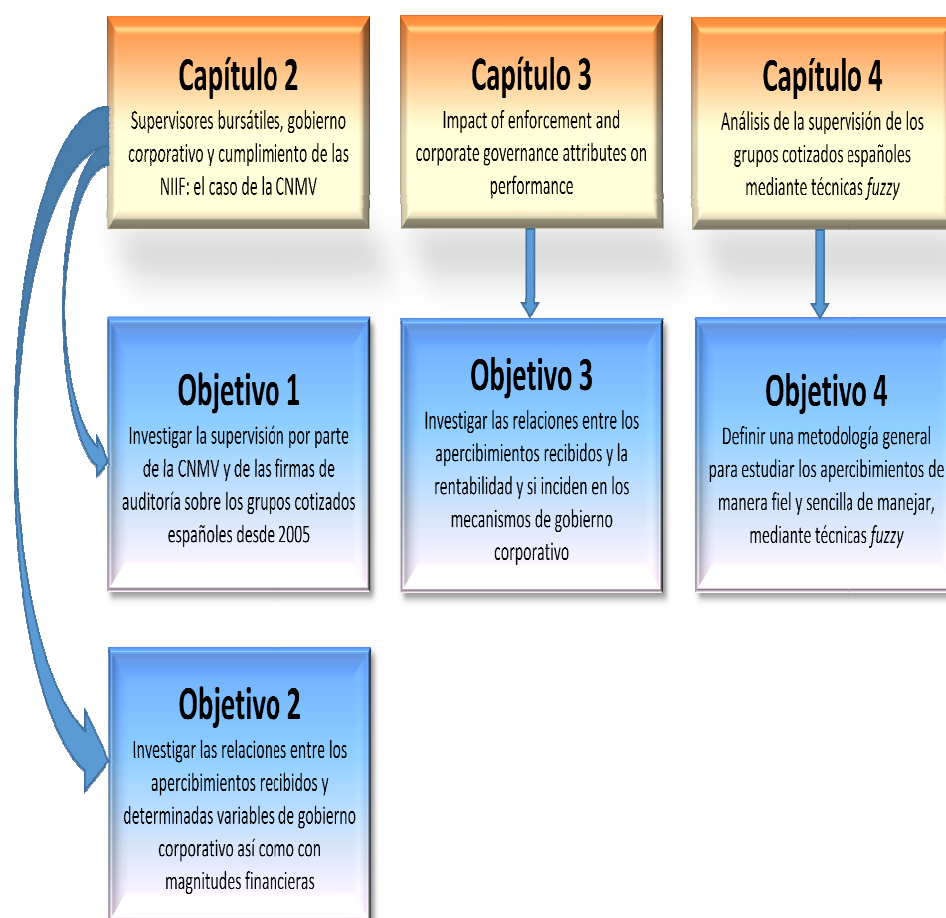 Capítulo 2
Supervisores bursátiles, gobierno
corporativo y cumplimiento de las
NIIF: el caso de la CNMV
Capítulo 3
Impact of enforcement and
corporate governance attributes on
performance
Capítulo 4
Análisis de la supervisión de los
grupos cotizados españoles
mediante técnicas fuzzy
Objetivo 1
Investigar la supervisión por parte
de la CNMV y de las firmas de
auditoría sobre los grupos cotizados
españoles desde 2005
Objetivo 3
Investigar las relaciones entre los
apercibimientos recibidos y la
rentabilidad y si inciden en los
mecanismos de gobierno
corporativo
Objetivo 4
Definir una metodología general
para estudiar los apercibimientos de
manera fiel y sencilla de manejar,
mediante técnicas fuzzy
Objetivo 2
Investigar las relaciones entre los
apercibimientos recibidos y
determinadas variables de gobierno
corporativo así como con
magnitudes financieras